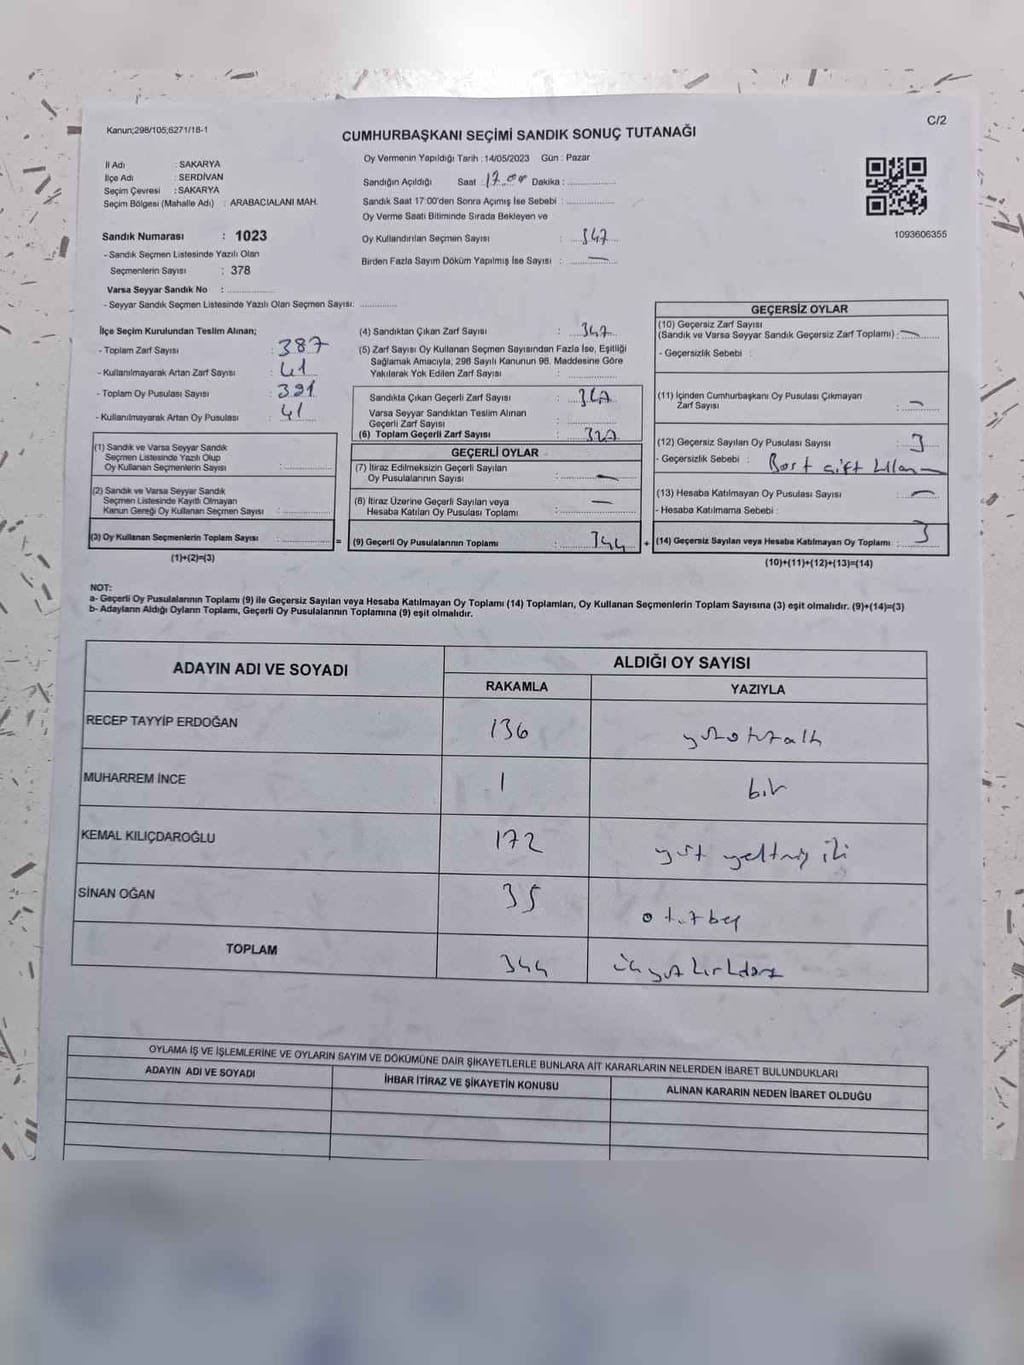 Kanun;298/105;6271/18-1
C/2
CUMHURBAŞKANI SEÇİMİ SANDIK SONUÇ TUTANAĞI
İl Adı : SAKARYA
İlçe Adı : SERDİVAN
Seçim Çevresi : SAKARYA
Seçim Bölgesi (Mahalle Adı) : ARABACIALANI MAH.
Oy Vermenin Yapıldığı Tarih : 14/05/2023 Gün : Pazar
Sandığın Açıldığı Saat : 17.00 Dakika :
Sandık Saat 17:00'den Sonra Açımış İse Sebebi :
Oy Verme Saati Bitiminde Sırada Bekleyen ve
Oy Kullandırılan Seçmen Sayısı : 347
Birden Fazla Sayım Döküm Yapılmış İse Sayısı : —
1093606355
Sandık Numarası : 1023
- Sandık Seçmen Listesinde Yazılı Olan
Seçmenlerin Sayısı : 378
Varsa Seyyar Sandık No :
- Seyyar Sandık Seçmen Listesinde Yazılı Olan Seçmen Sayısı:
İlçe Seçim Kurulundan Teslim Alınan;
- Toplam Zarf Sayısı : 387
- Kullanılmayarak Artan Zarf Sayısı : 41
- Toplam Oy Pusulası Sayısı : 391
- Kullanılmayarak Artan Oy Pusulası : 41
(1) Sandık ve Varsa Seyyar Sandık
Seçmen Listesinde Yazılı Olup
Oy Kullanan Seçmenlerin Sayısı :
(2) Sandık ve Varsa Seyyar Sandık
Seçmen Listesinde Kayıtlı Olmayan
Kanun Gereği Oy Kullanan Seçmen Sayısı :
(3) Oy Kullanan Seçmenlerin Toplam Sayısı :
(1)+(2)=(3)
(4) Sandıktan Çıkan Zarf Sayısı : 347
(5) Zarf Sayısı Oy Kullanan Seçmen Sayısından Fazla İse, Eşitliği
Sağlamak Amacıyla, 298 Sayılı Kanunun 98. Maddesine Göre
Yakılarak Yok Edilen Zarf Sayısı :
Sandıkta Çıkan Geçerli Zarf Sayısı :
Varsa Seyyar Sandıktan Teslim Alınan
Geçerli Zarf Sayısı :
(6) Toplam Geçerli Zarf Sayısı :
GEÇERLİ OYLAR
(7) İtiraz Edilmeksizin Geçerli Sayılan
Oy Pusulalarının Sayısı : —
(8) İtiraz Üzerine Geçerli Sayılan veya
Hesaba Katılan Oy Pusulası Toplamı : —
= (9) Geçerli Oy Pusulalarının Toplamı : 344
GEÇERSİZ OYLAR
(10) Geçersiz Zarf Sayısı
(Sandık ve Varsa Seyyar Sandık Geçersiz Zarf Toplamı) : —
- Geçersizlik Sebebi :
(11) İçinden Cumhurbaşkanı Oy Pusulası Çıkmayan
Zarf Sayısı : —
(12) Geçersiz Sayılan Oy Pusulası Sayısı : 3
- Geçersizlik Sebebi : çift
(13) Hesaba Katılmayan Oy Pusulası Sayısı : —
- Hesaba Katılmama Sebebi :
+ (14) Geçersiz Sayılan veya Hesaba Katılmayan Oy Toplamı : 3
(10)+(11)+(12)+(13)=(14)
NOT:
a- Geçerli Oy Pusulalarının Toplamı (9) ile Geçersiz Sayılan veya Hesaba Katılmayan Oy Toplamı (14) Toplamları, Oy Kullanan Seçmenlerin Toplam Sayısına (3) eşit olmalıdır. (9)+(14)=(3)
b- Adayların Aldığı Oyların Toplamı, Geçerli Oy Pusulalarının Toplamına (9) eşit olmalıdır.
ADAYIN ADI VE SOYADI ALDIĞI OY SAYISI
RAKAMLA YAZIYLA
RECEP TAYYİP ERDOĞAN 136 yüzotuzaltı
MUHARREM İNCE 1 bir
KEMAL KILIÇDAROĞLU 172 yüz yetmiş iki
SİNAN OĞAN 35 otuzbeş
TOPLAM 344 üçyüzkırkdört
OYLAMA İŞ VE İŞLEMLERİNE VE OYLARIN SAYIM VE DÖKÜMÜNE DAİR ŞİKAYETLERLE BUNLARA AİT KARARLARIN NELERDEN İBARET BULUNDUKLARI
ADAYIN ADI VE SOYADI İHBAR İTİRAZ VE ŞİKAYETİN KONUSU ALINAN KARARIN NEDEN İBARET OLDUĞU